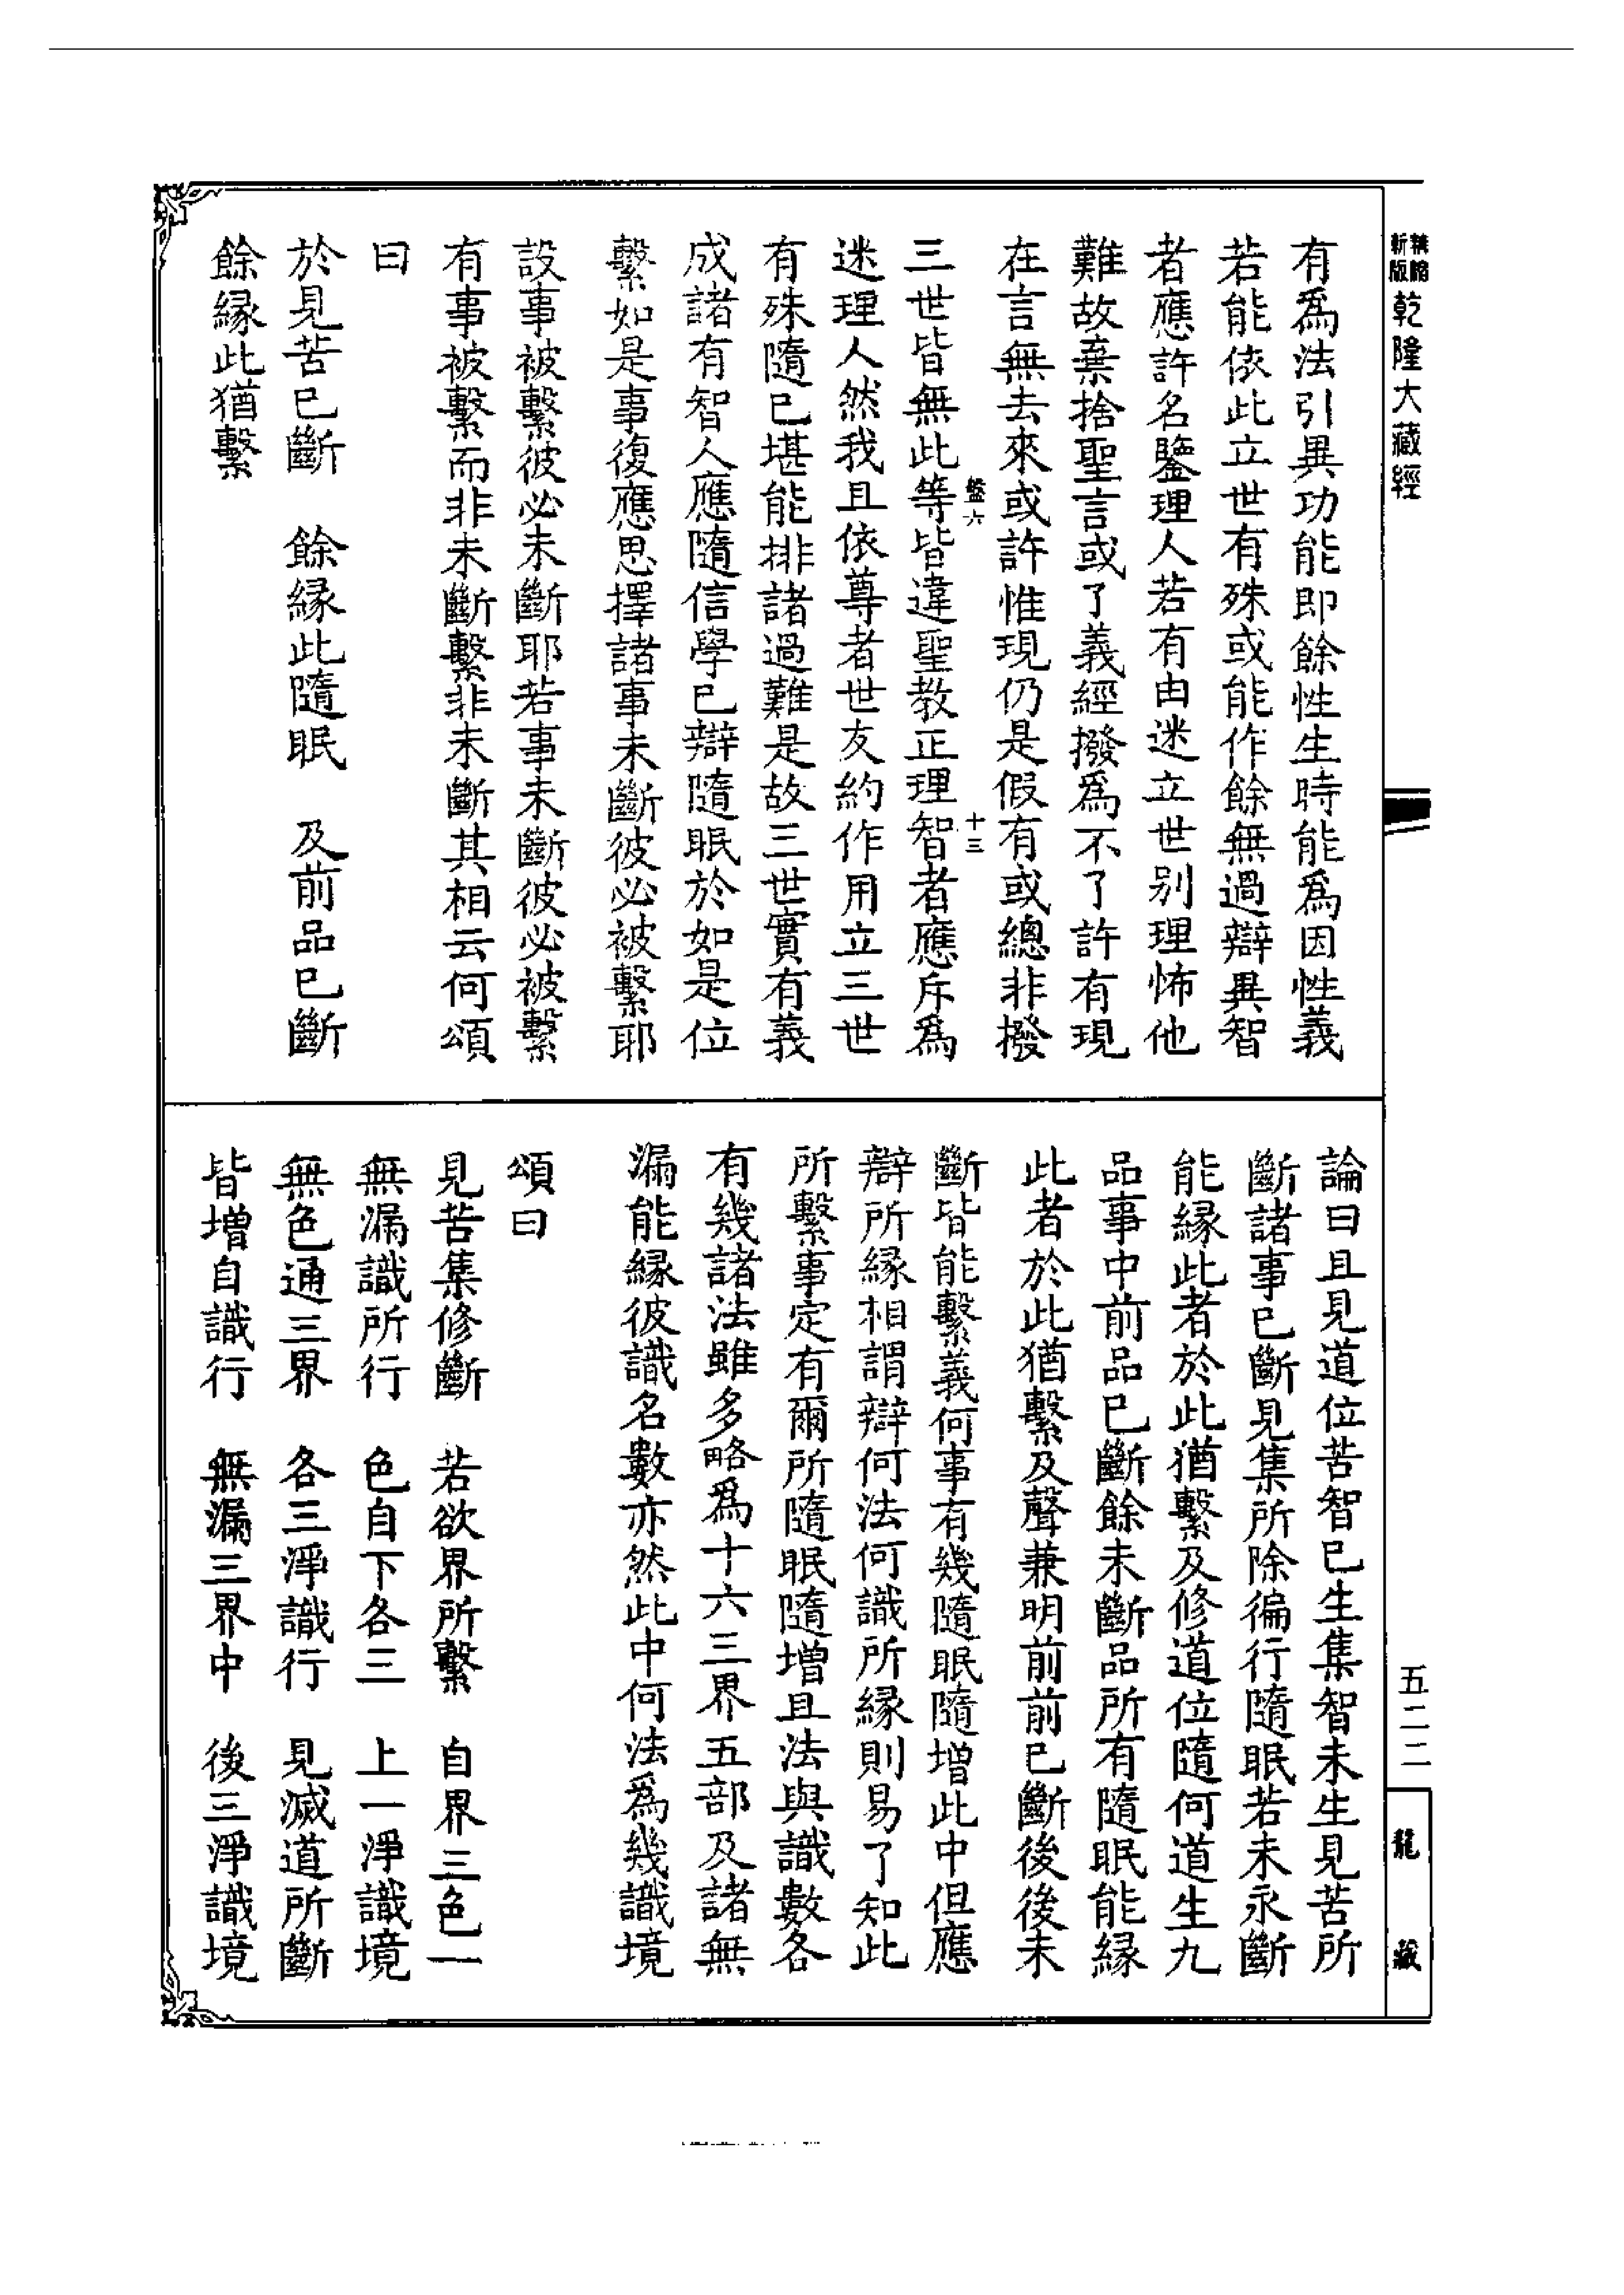 精縮新版 乾隆大藏經
有爲法引異功能即餘性生時能爲因性義
若能依此立世有殊或能作餘無過辯異智
者應許名鑒理人若有由迷立世別理怖他
難故棄捨聖言或了義經撥爲不了許有現
在言無去來或許惟現仍是假有或總非撥
三世皆無此等皆違聖教正理智者應斥爲
迷理人然我且依尊者世友約作用立三世
有殊隨已堪能排諸過難是故三世實有義
成諸有智人應隨信學已辯隨眠於如是位
繫如是事復應思擇諸事未斷彼必被繫耶
設事被繫彼必未斷耶若事未斷彼必被繫
有事被繫而非未斷繫非未斷其相云何頌
曰
於見苦已斷 餘緣此隨眠 及前品已斷
餘緣此猶繫
十三
論曰且見道位苦智已生集智未生見苦所
斷諸事已斷見集所除徧行隨眠若未永斷
能緣此者於此猶繫及修道位隨何道生九
品事中前品已斷餘未斷品所有隨眠能緣
此者於此猶繫及聲兼明前前已斷後後未
斷皆能繫義何事有幾隨眠隨增此中但應
辯所緣相謂辯何法何識所緣則易了知此
所繫事定有爾所隨眠隨增且法與識數各
有幾諸法雖多略爲十六三界五部及諸無
漏能緣彼識名數亦然此中何法爲幾識境
頌曰
見苦集修斷 若欲界所繫 自界三色一
無漏識所行 色自下各三 上一淨識境
無色通三界 各三淨識行 見滅道所斷
皆增自識行 無漏三界中 後三淨識境
五二二
龍藏